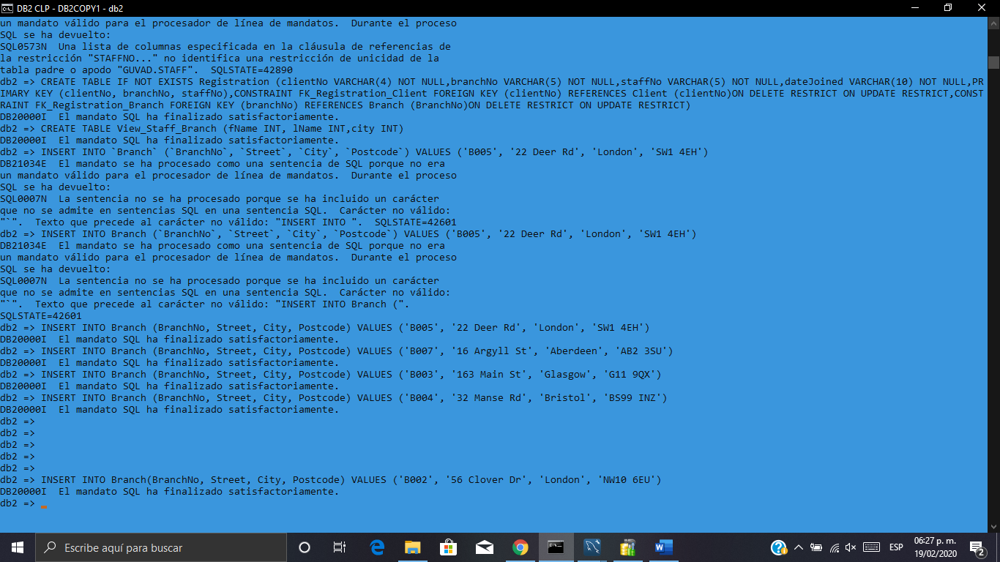 DB2 CLP - DB2COPY1 - db2
un mandato válido para el procesador de línea de mandatos.  Durante el proceso
SQL se ha devuelto:
SQL0573N  Una lista de columnas especificada en la cláusula de referencias de
la restricción "STAFFNO..." no identifica una restricción de unicidad de la
tabla padre o apodo "GUVAD.STAFF".  SQLSTATE=42890
db2 => CREATE TABLE IF NOT EXISTS Registration (clientNo VARCHAR(4) NOT NULL,branchNo VARCHAR(5) NOT NULL,staffNo VARCHAR(5) NOT NULL,dateJoined VARCHAR(10) NOT NULL,PR
IMARY KEY (clientNo, branchNo, staffNo),CONSTRAINT FK_Registration_Client FOREIGN KEY (clientNo) REFERENCES Client (clientNo)ON DELETE RESTRICT ON UPDATE RESTRICT,CONST
RAINT FK_Registration_Branch FOREIGN KEY (branchNo) REFERENCES Branch (BranchNo)ON DELETE RESTRICT ON UPDATE RESTRICT)
DB20000I  El mandato SQL ha finalizado satisfactoriamente.
db2 => CREATE TABLE View_Staff_Branch (fName INT, lName INT,city INT)
DB20000I  El mandato SQL ha finalizado satisfactoriamente.
db2 => INSERT INTO `Branch` (`BranchNo`, `Street`, `City`, `Postcode`) VALUES ('B005', '22 Deer Rd', 'London', 'SW1 4EH')
DB21034E  El mandato se ha procesado como una sentencia de SQL porque no era
un mandato válido para el procesador de línea de mandatos.  Durante el proceso
SQL se ha devuelto:
SQL0007N  La sentencia no se ha procesado porque se ha incluido un carácter
que no se admite en sentencias SQL en una sentencia SQL.  Carácter no válido:
"`".  Texto que precede al carácter no válido: "INSERT INTO ".  SQLSTATE=42601
db2 => INSERT INTO Branch (`BranchNo`, `Street`, `City`, `Postcode`) VALUES ('B005', '22 Deer Rd', 'London', 'SW1 4EH')
DB21034E  El mandato se ha procesado como una sentencia de SQL porque no era
un mandato válido para el procesador de línea de mandatos.  Durante el proceso
SQL se ha devuelto:
SQL0007N  La sentencia no se ha procesado porque se ha incluido un carácter
que no se admite en sentencias SQL en una sentencia SQL.  Carácter no válido:
"`".  Texto que precede al carácter no válido: "INSERT INTO Branch (".
SQLSTATE=42601
db2 => INSERT INTO Branch (BranchNo, Street, City, Postcode) VALUES ('B005', '22 Deer Rd', 'London', 'SW1 4EH')
DB20000I  El mandato SQL ha finalizado satisfactoriamente.
db2 => INSERT INTO Branch (BranchNo, Street, City, Postcode) VALUES ('B007', '16 Argyll St', 'Aberdeen', 'AB2 3SU')
DB20000I  El mandato SQL ha finalizado satisfactoriamente.
db2 => INSERT INTO Branch (BranchNo, Street, City, Postcode) VALUES ('B003', '163 Main St', 'Glasgow', 'G11 9QX')
DB20000I  El mandato SQL ha finalizado satisfactoriamente.
db2 => INSERT INTO Branch (BranchNo, Street, City, Postcode) VALUES ('B004', '32 Manse Rd', 'Bristol', 'BS99 INZ')
DB20000I  El mandato SQL ha finalizado satisfactoriamente.
db2 =>
db2 =>
db2 =>
db2 =>
db2 =>
db2 => INSERT INTO Branch(BranchNo, Street, City, Postcode) VALUES ('B002', '56 Clover Dr', 'London', 'NW10 6EU')
DB20000I  El mandato SQL ha finalizado satisfactoriamente.
db2 =>
Escribe aquí para buscar
ESP
06:27 p. m.
19/02/2020
2